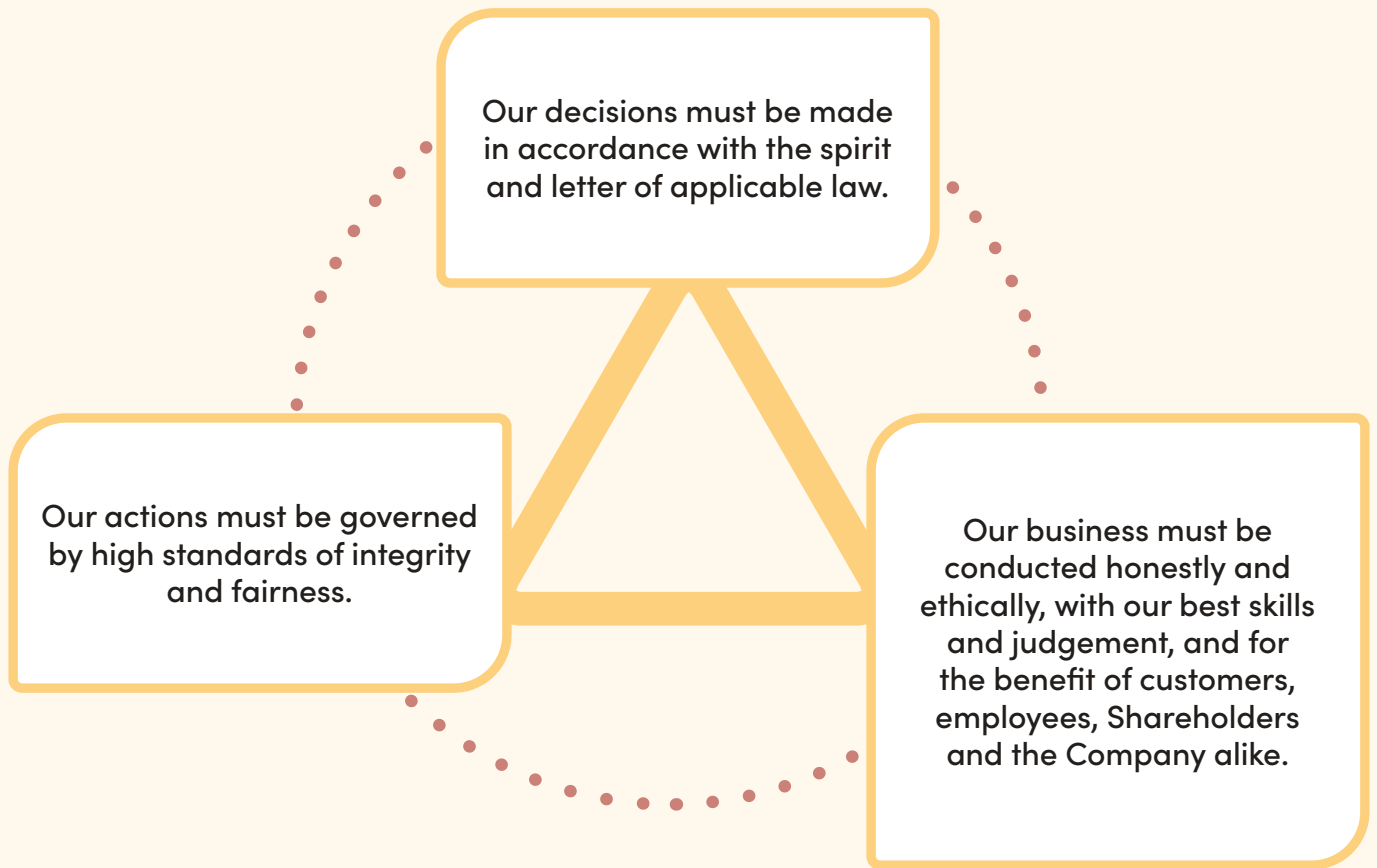 Our decisions must be made
in accordance with the spirit
and letter of applicable law.
Our actions must be governed
by high standards of integrity
and fairness.
Our business must be
conducted honestly and
ethically, with our best skills
and judgement, and for
the benefit of customers,
employees, Shareholders
and the Company alike.